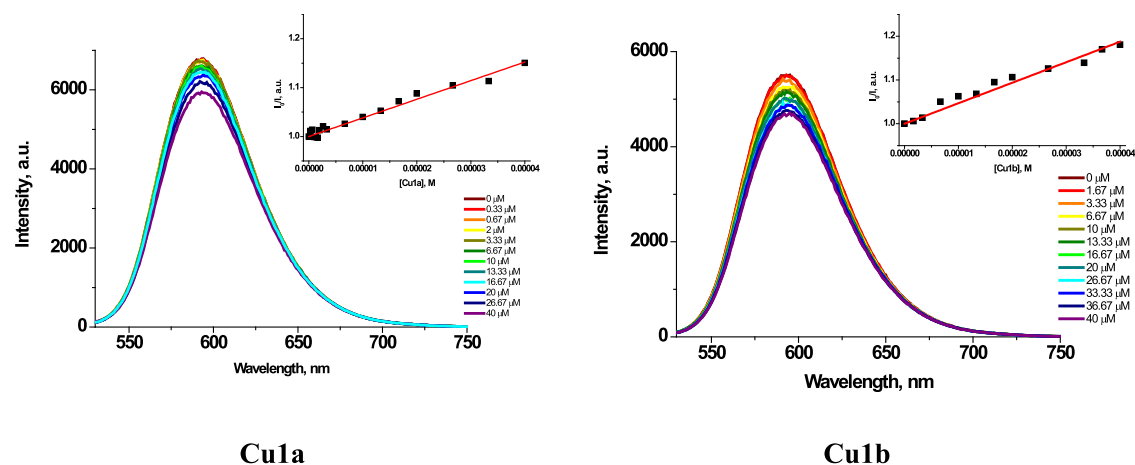 1.2
1.1
1.0
I₀/I, a.u.
0.00000
0.00001
0.00002
0.00003
0.00004
[Cu1a], M
6000
4000
2000
0
Intensity, a.u.
550
600
650
700
750
Wavelength, nm
0 μM
0.33 μM
0.67 μM
2 μM
3.33 μM
6.67 μM
10 μM
13.33 μM
16.67 μM
20 μM
26.67 μM
40 μM
Cu1a
1.2
1.1
1.0
I₀/I, a.u.
0.00000
0.00001
0.00002
0.00003
0.00004
[Cu1b], M
6000
4000
2000
0
Intensity, a.u.
550
600
650
700
750
Wavelength, nm
0 μM
1.67 μM
3.33 μM
6.67 μM
10 μM
13.33 μM
16.67 μM
20 μM
26.67 μM
33.33 μM
36.67 μM
40 μM
Cu1b